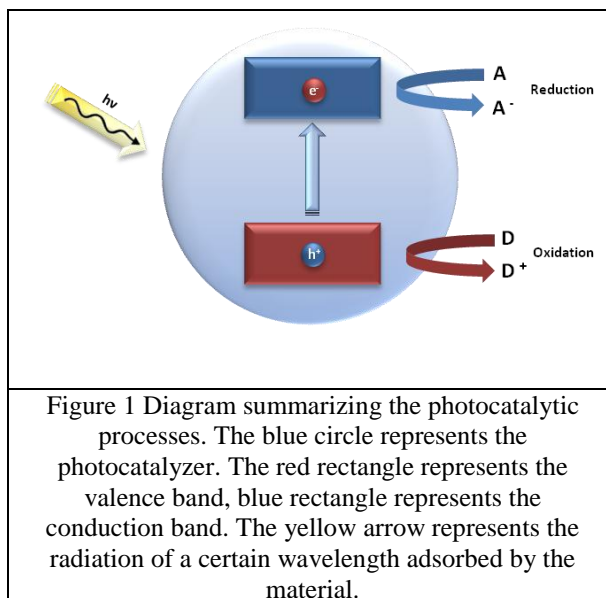 hν
e-
A
Reduction
A -
h+
D
Oxidation
D +
Figure 1 Diagram summarizing the photocatalytic
processes. The blue circle represents the
photocatalyzer. The red rectangle represents the
valence band, blue rectangle represents the
conduction band. The yellow arrow represents the
radiation of a certain wavelength adsorbed by the
material.